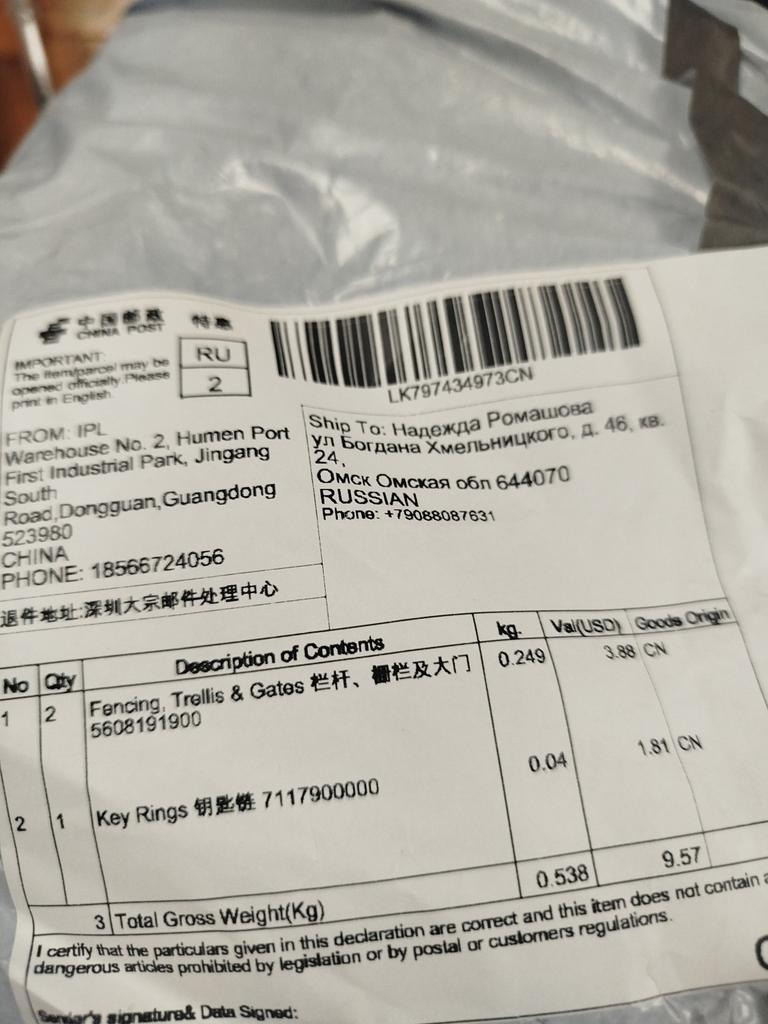 中国邮政
CHINA POST
特惠
IMPORTANT:
The item/parcel may be
opened officially.Please
print in English.
RU
2
LK797434973CN
FROM: IPL
Warehouse No. 2, Humen Port
First Industrial Park, Jingang
South
Road,Dongguan,Guangdong
523980
CHINA
PHONE: 18566724056
退件地址:深圳大宗邮件处理中心
Ship To: Надежда Ромашова
ул Богдана Хмельницкого, д. 46, кв.
24,
Омск Омская обл 644070
RUSSIAN
Phone: +79088087631
No Qty Description of Contents kg. Val(USD) Goods Origin
1 2 Fencing, Trellis & Gates 栏杆、栅栏及大门 0.249 3.88 CN
5608191900
2 1 Key Rings 钥匙链 7117900000 0.04 1.81 CN
3 Total Gross Weight(Kg) 0.538 9.57
I certify that the particulars given in this declaration are correct and this item does not contain a
dangerous articles prohibited by legislation or by postal or customers regulations.
Sender's signature& Data Signed: